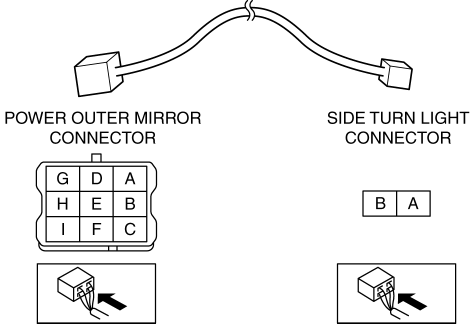 POWER OUTER MIRROR
CONNECTOR
G D A
H E B
I F C
SIDE TURN LIGHT
CONNECTOR
B A